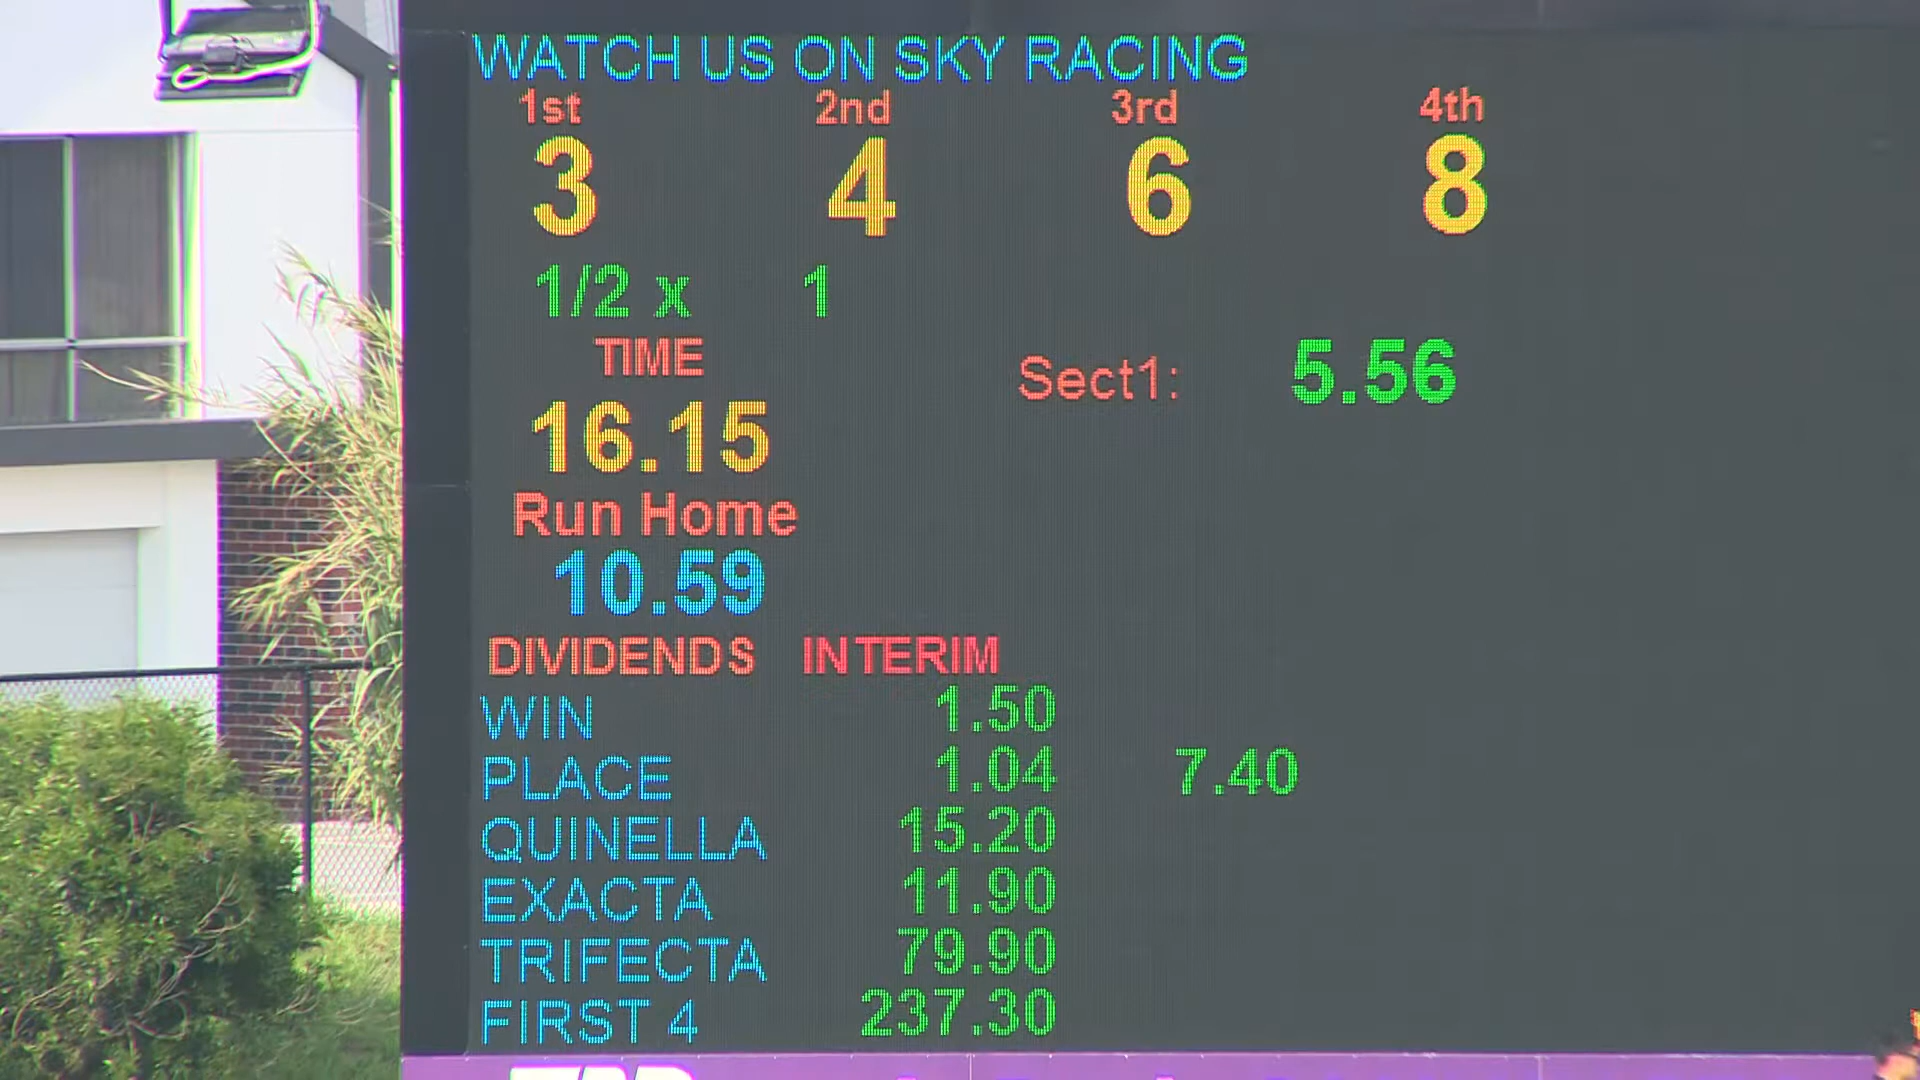 WATCH US ON SKY RACING
1st 2nd 3rd 4th
3 4 6 8
1/2 x 1
TIME
Sect1: 5.56
16.15
Run Home
10.59
DIVIDENDS INTERIM
WIN 1.50
PLACE 1.04 7.40
QUINELLA 15.20
EXACTA 11.90
TRIFECTA 79.90
FIRST 4 237.30